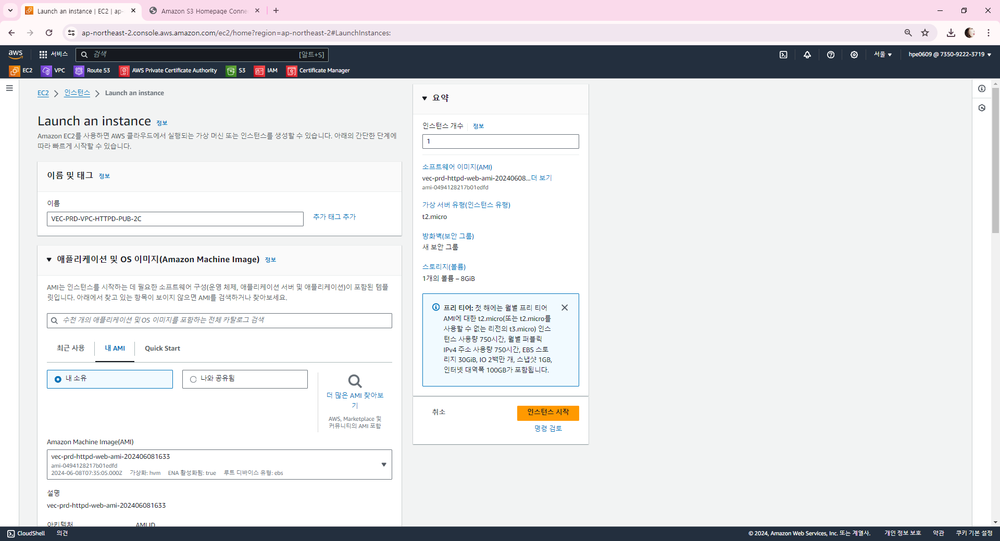 Launch an instance | EC2 | ap-
Amazon S3 Homepage Conne
ap-northeast-2.console.aws.amazon.com/ec2/home?region=ap-northeast-2#LaunchInstances:
aws
서비스
검색
[알트+S]
서울
hpe0609 @ 7350-9222-3719
EC2
VPC
Route 53
AWS Private Certificate Authority
S3
IAM
Certificate Manager
EC2
인스턴스
Launch an instance
Launch an instance 정보
Amazon EC2를 사용하면 AWS 클라우드에서 실행되는 가상 머신 또는 인스턴스를 생성할 수 있습니다. 아래의 간단한 단계에
따라 빠르게 시작할 수 있습니다.
이름 및 태그 정보
이름
VEC-PRD-VPC-HTTPD-PUB-2C
추가 태그 추가
애플리케이션 및 OS 이미지(Amazon Machine Image) 정보
AMI는 인스턴스를 시작하는 데 필요한 소프트웨어 구성(운영 체제, 애플리케이션 서버 및 애플리케이션)이 포함된 템플
릿입니다. 아래에서 찾고 있는 항목이 보이지 않으면 AMI를 검색하거나 찾아보세요.
수천 개의 애플리케이션 및 OS 이미지를 포함하는 전체 카탈로그 검색
최근 사용
내 AMI
Quick Start
내 소유
나와 공유됨
더 많은 AMI 찾아보
기
AWS, Marketplace 및
커뮤니티의 AMI 포함
Amazon Machine Image(AMI)
vec-prd-httpd-web-ami-202406081633
ami-0494128217b01edfd
2024-06-08T07:35:05.000Z 가상화: hvm ENA 활성화됨: true 루트 디바이스 유형: ebs
설명
vec-prd-httpd-web-ami-202406081633
아키텍처
AMI ID
요약
인스턴스 개수 정보
1
소프트웨어 이미지(AMI)
vec-prd-httpd-web-ami-20240608...더 보기
ami-0494128217b01edfd
가상 서버 유형(인스턴스 유형)
t2.micro
방화벽(보안 그룹)
새 보안 그룹
스토리지(볼륨)
1개의 볼륨 – 8GiB
프리 티어: 첫 해에는 월별 프리 티어
AMI에 대한 t2.micro(또는 t2.micro를
사용할 수 없는 리전의 t3.micro) 인스
턴스 사용량 750시간, 월별 퍼블릭
IPv4 주소 사용량 750시간, EBS 스토
리지 30GiB, IO 2백만 개, 스냅샷 1GB,
인터넷 대역폭 100GB가 포함됩니다.
취소
인스턴스 시작
명령 검토
CloudShell
의견
© 2024, Amazon Web Services, Inc. 또는 계열사.
개인 정보 보호
약관
쿠키 기본 설정